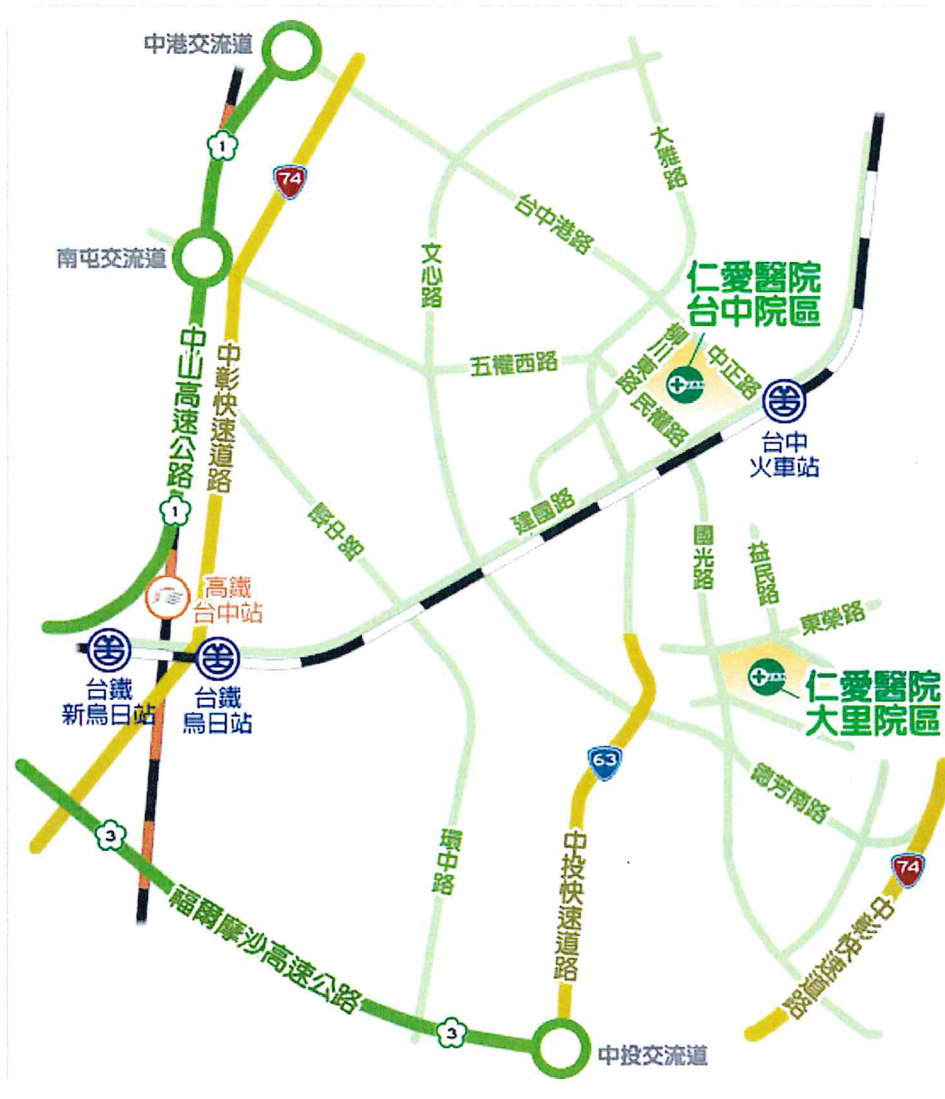 中港交流道
1
74
大雅路
台中港路
文心路
南屯交流道
仁愛醫院
台中院區
柳川東路
中正路
五權西路
民權路
中山高速公路
中彰快速道路
台中
火車站
1
環中路
建國路
國光路
益民路
東榮路
高鐵
台中站
台鐵
新烏日站
台鐵
烏日站
仁愛醫院
大里院區
63
德芳南路
3
環中路
中投快速道路
74
中彰快速道路
福爾摩沙高速公路
3
中投交流道